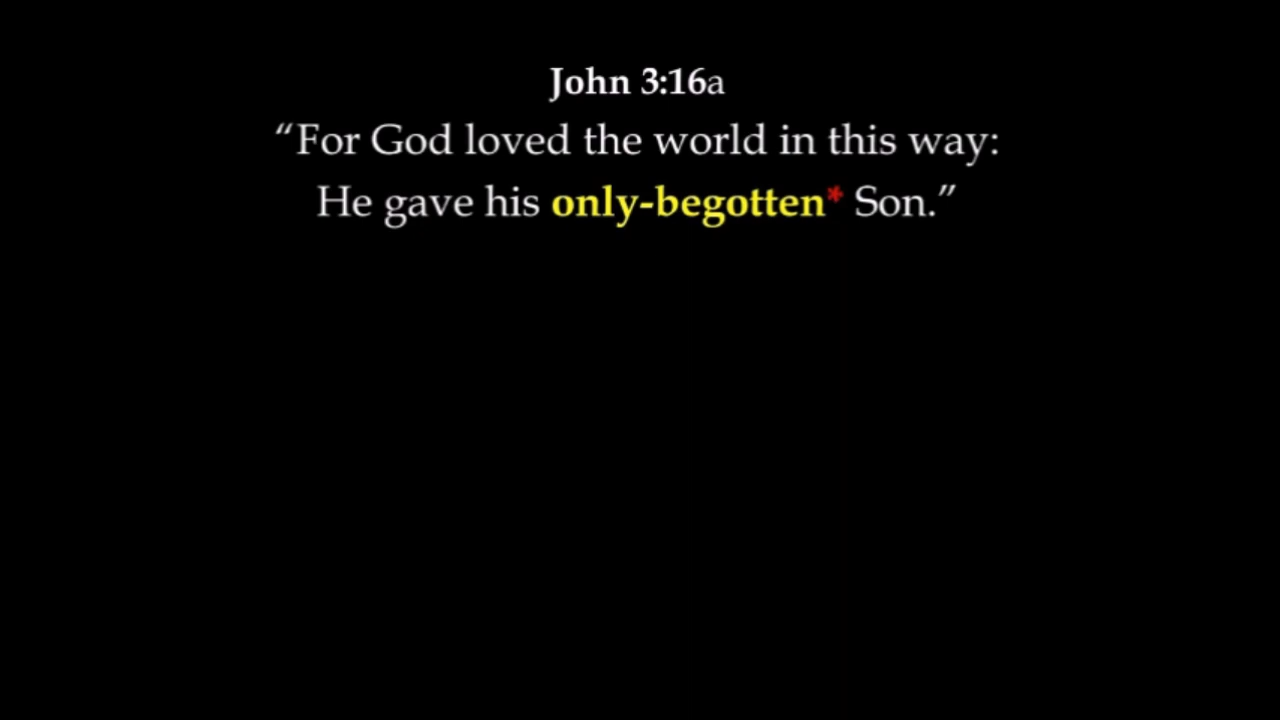 John 3:16a
“For God loved the world in this way:
He gave his only-begotten* Son.”